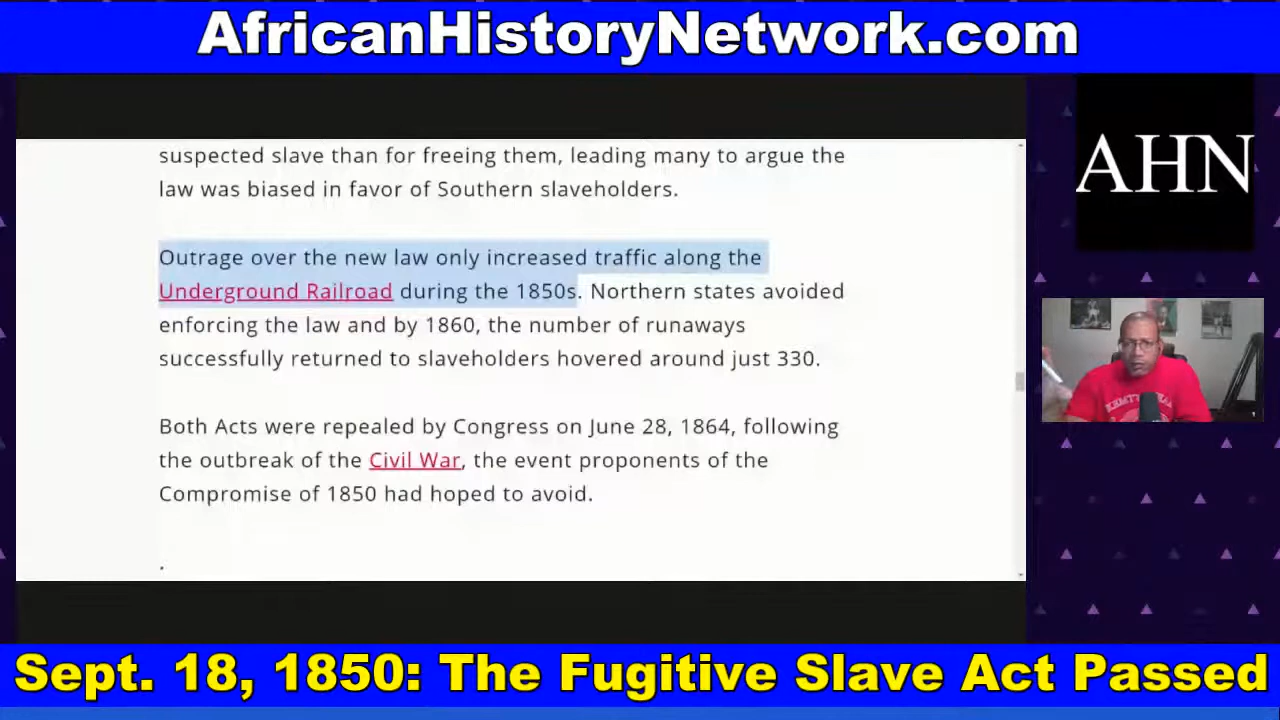 AfricanHistoryNetwork.com
suspected slave than for freeing them, leading many to argue the
law was biased in favor of Southern slaveholders.
Outrage over the new law only increased traffic along the
Underground Railroad during the 1850s. Northern states avoided
enforcing the law and by 1860, the number of runaways
successfully returned to slaveholders hovered around just 330.
Both Acts were repealed by Congress on June 28, 1864, following
the outbreak of the Civil War, the event proponents of the
Compromise of 1850 had hoped to avoid.
.
AHN
Sept. 18, 1850: The Fugitive Slave Act Passed